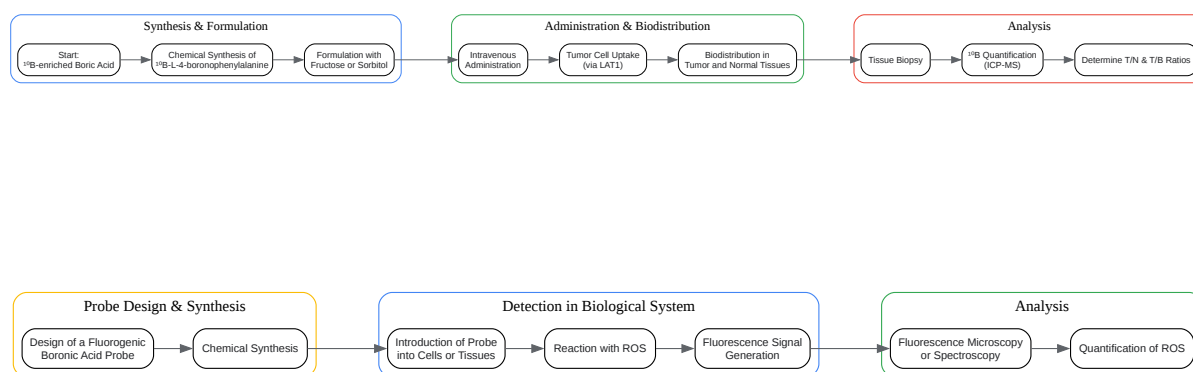 Synthesis & Formulation
Start:
¹⁰B-enriched Boric Acid
Chemical Synthesis of
¹⁰B-L-4-boronophenylalanine
Formulation with
Fructose or Sorbitol
Administration & Biodistribution
Intravenous
Administration
Tumor Cell Uptake
(via LAT1)
Biodistribution in
Tumor and Normal Tissues
Analysis
Tissue Biopsy
¹⁰B Quantification
(ICP-MS)
Determine T/N & T/B Ratios
Probe Design & Synthesis
Design of a Fluorogenic
Boronic Acid Probe
Chemical Synthesis
Detection in Biological System
Introduction of Probe
into Cells or Tissues
Reaction with ROS
Fluorescence Signal
Generation
Analysis
Fluorescence Microscopy
or Spectroscopy
Quantification of ROS